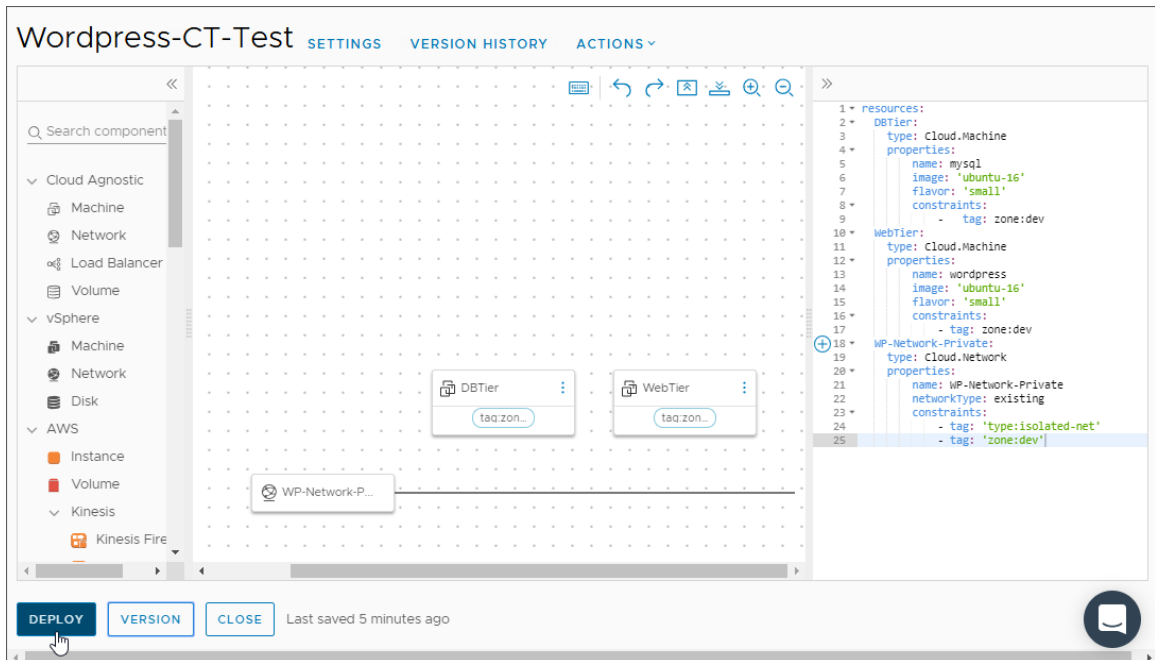 Wordpress-CT-Test SETTINGS VERSION HISTORY ACTIONS
Search component
Cloud Agnostic
Machine
Network
Load Balancer
Volume
vSphere
Machine
Network
Disk
AWS
Instance
Volume
Kinesis
Kinesis Fire
DBTier
tag:zon...
WebTier
tag:zon...
WP-Network-P...
1 resources:
2 DBTier:
3 type: Cloud.Machine
4 properties:
5 name: mysql
6 image: 'ubuntu-16'
7 flavor: 'small'
8 constraints:
9 - tag: zone:dev
10 WebTier:
11 type: Cloud.Machine
12 properties:
13 name: wordpress
14 image: 'ubuntu-16'
15 flavor: 'small'
16 constraints:
17 - tag: zone:dev
18 WP-Network-Private:
19 type: Cloud.Network
20 properties:
21 name: WP-Network-Private
22 networkType: existing
23 constraints:
24 - tag: 'type:isolated-net'
25 - tag: 'zone:dev'
DEPLOY VERSION CLOSE Last saved 5 minutes ago